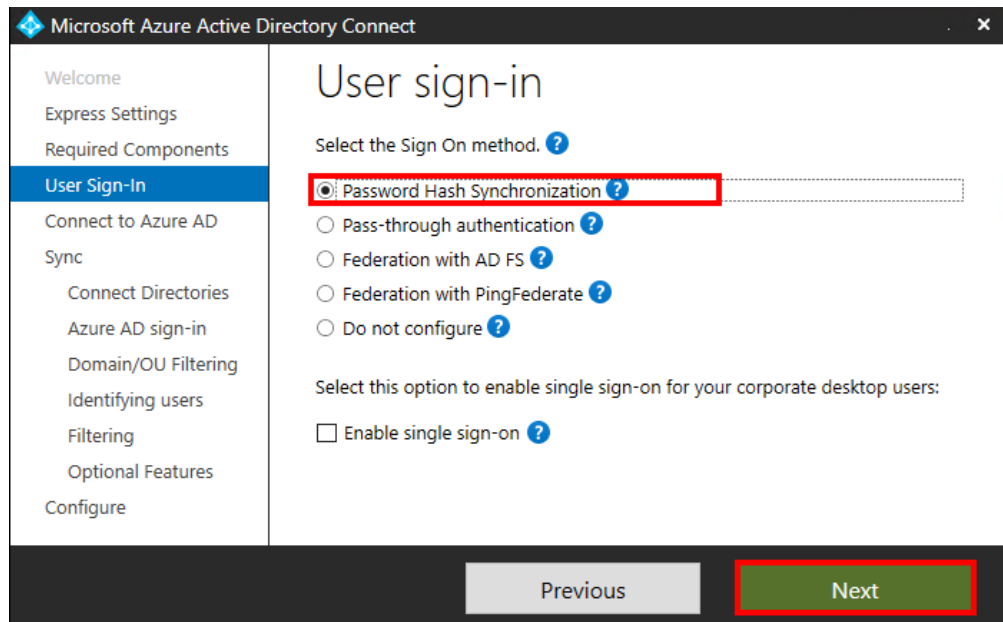 Microsoft Azure Active Directory Connect
Welcome
Express Settings
Required Components
User Sign-In
Connect to Azure AD
Sync
Connect Directories
Azure AD sign-in
Domain/OU Filtering
Identifying users
Filtering
Optional Features
Configure
User sign-in
Select the Sign On method. ?
Password Hash Synchronization ?
Pass-through authentication ?
Federation with AD FS ?
Federation with PingFederate ?
Do not configure ?
Select this option to enable single sign-on for your corporate desktop users:
Enable single sign-on ?
Previous
Next